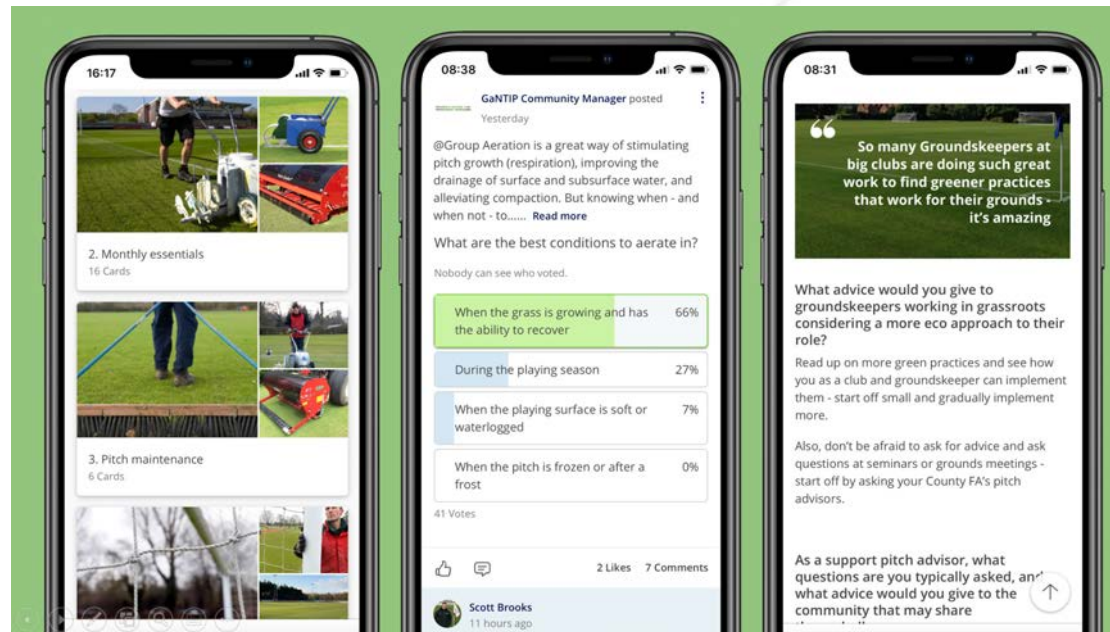 16:17
2. Monthly essentials
16 Cards
3. Pitch maintenance
6 Cards
08:38
GaNTIP Community Manager posted
Yesterday
@Group Aeration is a great way of stimulating
pitch growth (respiration), improving the
drainage of surface and subsurface water, and
alleviating compaction. But knowing when - and
when not - to...... Read more
What are the best conditions to aerate in?
Nobody can see who voted.
When the grass is growing and has 66%
the ability to recover
During the playing season 27%
When the playing surface is soft or 7%
waterlogged
When the pitch is frozen or after a 0%
frost
41 Votes
2 Likes 7 Comments
Scott Brooks
11 hours ago
08:31
So many Groundskeepers at
big clubs are doing such great
work to find greener practices
that work for their grounds -
it's amazing
What advice would you give to
groundskeepers working in grassroots
considering a more eco approach to their
role?
Read up on more green practices and see how
you as a club and groundskeeper can implement
them - start off small and gradually implement
more.
Also, don't be afraid to ask for advice and ask
questions at seminars or grounds meetings -
start off by asking your County FA's pitch
advisors.
As a support pitch advisor, what
questions are you typically asked, and
what advice would you give to the
community that may share